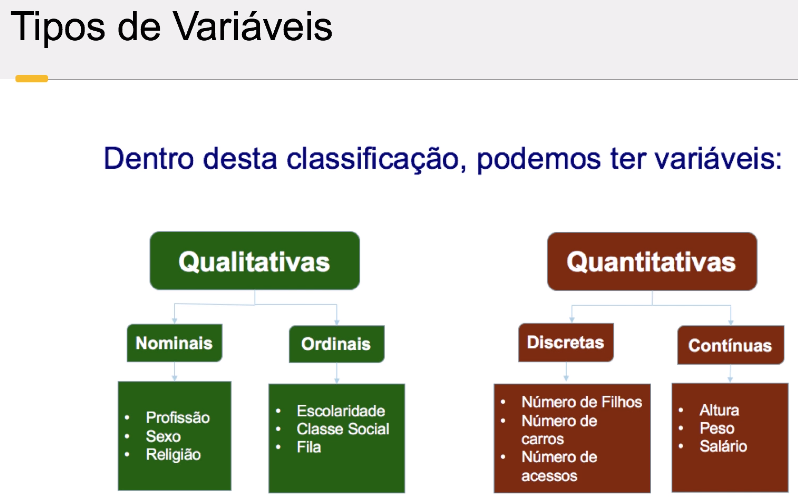 Tipos de Variáveis
Dentro desta classificação, podemos ter variáveis:
Qualitativas
Quantitativas
Nominais
Ordinais
Discretas
Contínuas
• Profissão
• Sexo
• Religião
• Escolaridade
• Classe Social
• Fila
• Número de Filhos
• Número de
carros
• Número de
acessos
• Altura
• Peso
• Salário